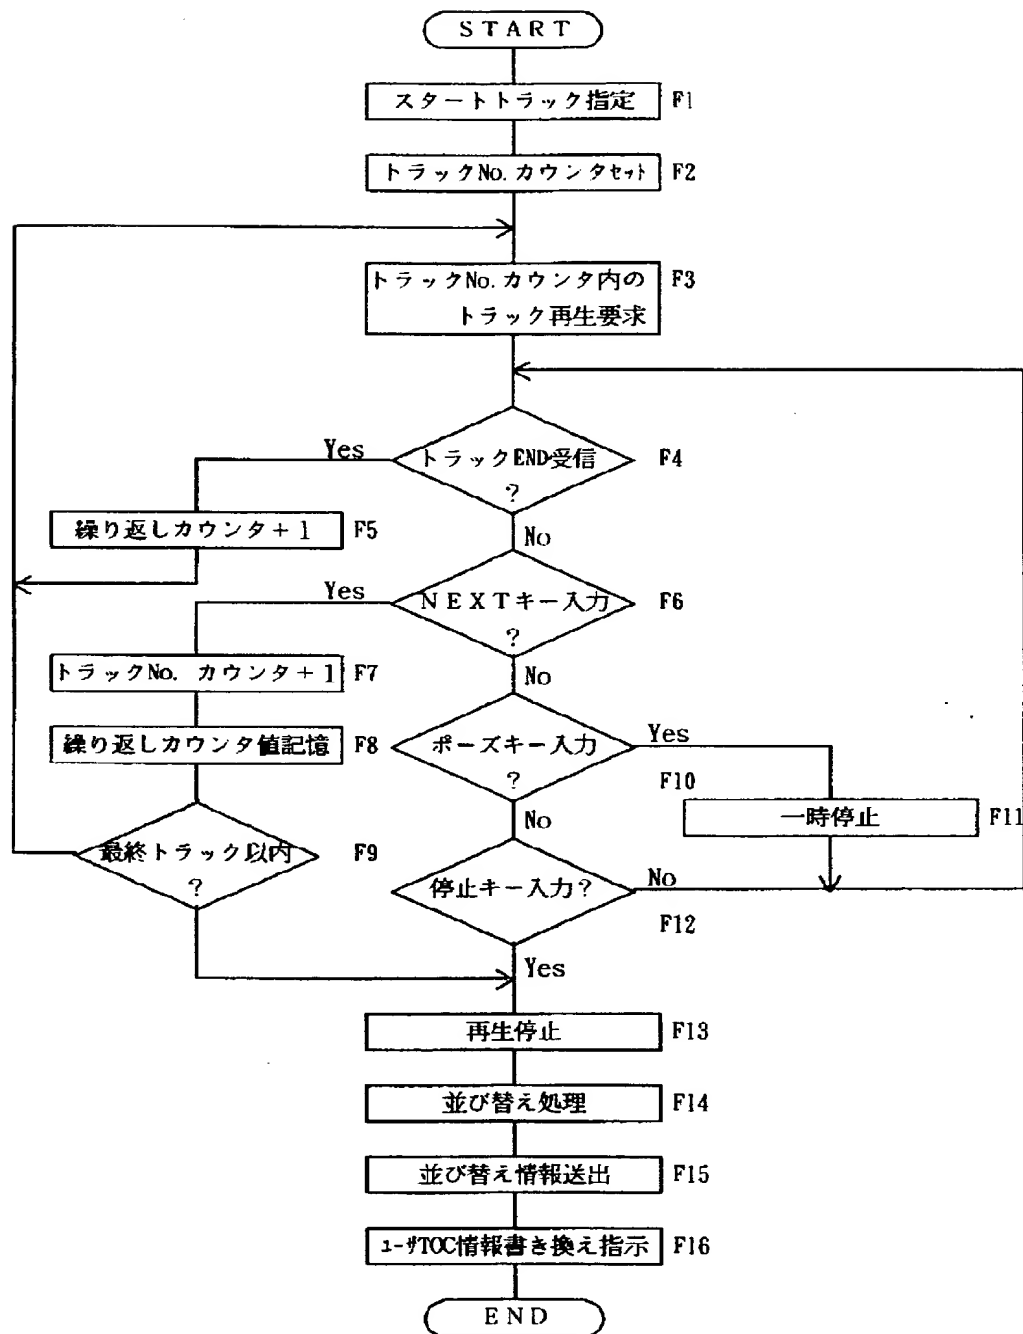 START
スタートトラック指定 F1
トラックNo.カウンタセット F2
トラックNo.カウンタ内の F3
トラック再生要求
Yes
トラックEND受信 F4
?
繰り返しカウンタ+1 F5
No
Yes
NEXTキー入力 F6
?
トラックNo. カウンタ+1 F7
No
繰り返しカウンタ値記憶 F8
ポーズキー入力
?
Yes
F10
No
一時停止 F11
最終トラック以内 F9
?
停止キー入力?
No
F12
Yes
再生停止 F13
並び替え処理 F14
並び替え情報送出 F15
ユーザTOC情報書き換え指示 F16
END